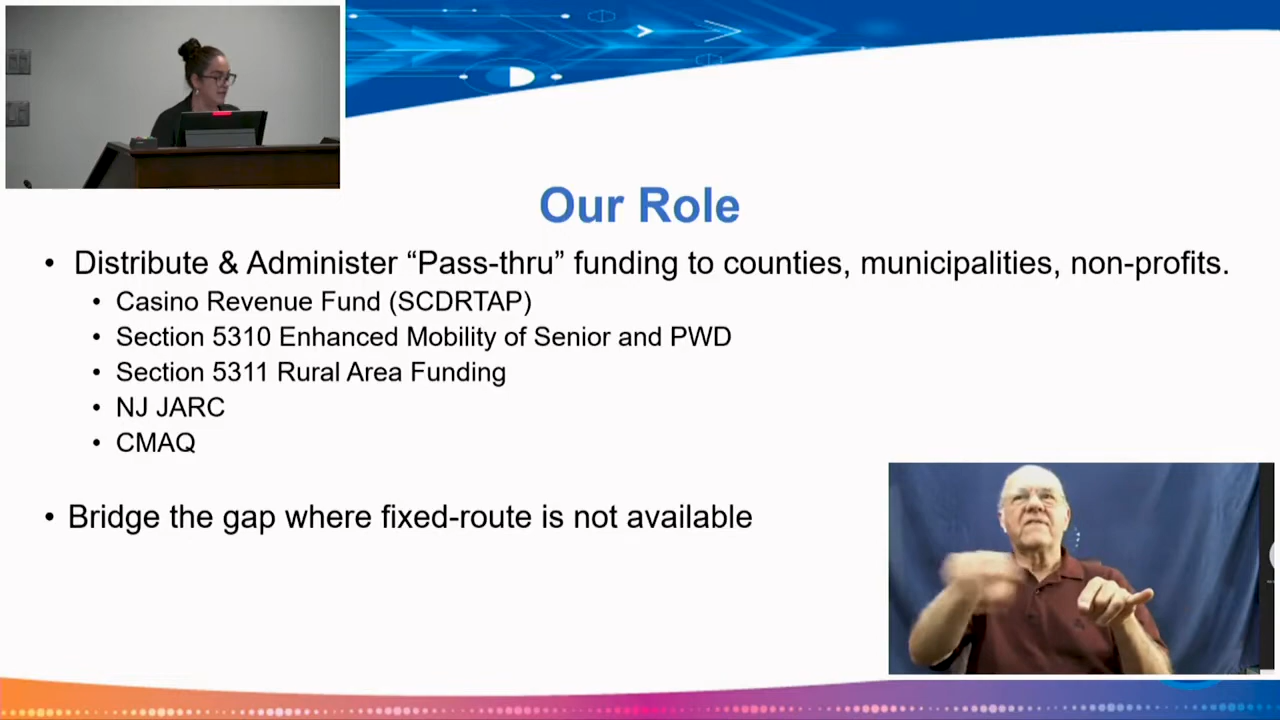 Our Role
• Distribute & Administer “Pass-thru” funding to counties, municipalities, non-profits.
• Casino Revenue Fund (SCDRTAP)
• Section 5310 Enhanced Mobility of Senior and PWD
• Section 5311 Rural Area Funding
• NJ JARC
• CMAQ
• Bridge the gap where fixed-route is not available